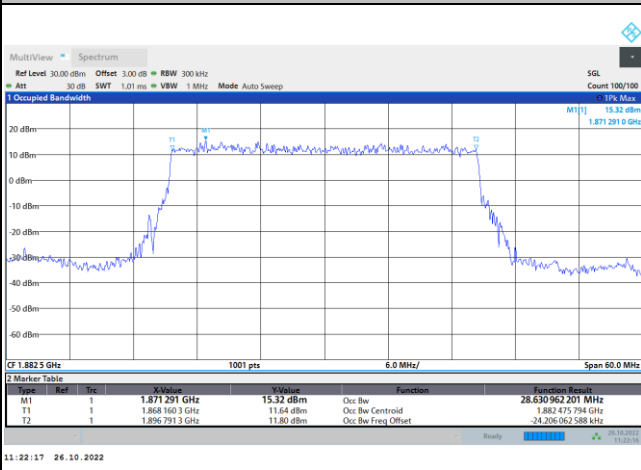 MultiView Spectrum
Ref Level 30.00 dBm Offset 3.00 dB RBW 300 kHz SGL
Att 30 dB SWT 1.01 ms VBW 1 MHz Mode Auto Sweep Count 100/100
1 Occupied Bandwidth 1Pk Max
M1[1] 15.32 dBm
1.871 291 0 GHz
M1
T1 T2
20 dBm
10 dBm
0 dBm
-10 dBm
-20 dBm
-30 dBm
-40 dBm
-50 dBm
-60 dBm
CF 1.882 5 GHz 1001 pts 6.0 MHz/ Span 60.0 MHz
2 Marker Table
Type Ref Trc X-Value Y-Value Function Function Result
M1 1 1.871 291 GHz 15.32 dBm Occ Bw 28.630 962 201 MHz
T1 1 1.868 160 3 GHz 11.64 dBm Occ Bw Centroid 1.882 475 794 GHz
T2 1 1.896 791 3 GHz 11.80 dBm Occ Bw Freq Offset -24.206 062 588 kHz
Ready 26.10.2022
11:22:16
11:22:17 26.10.2022